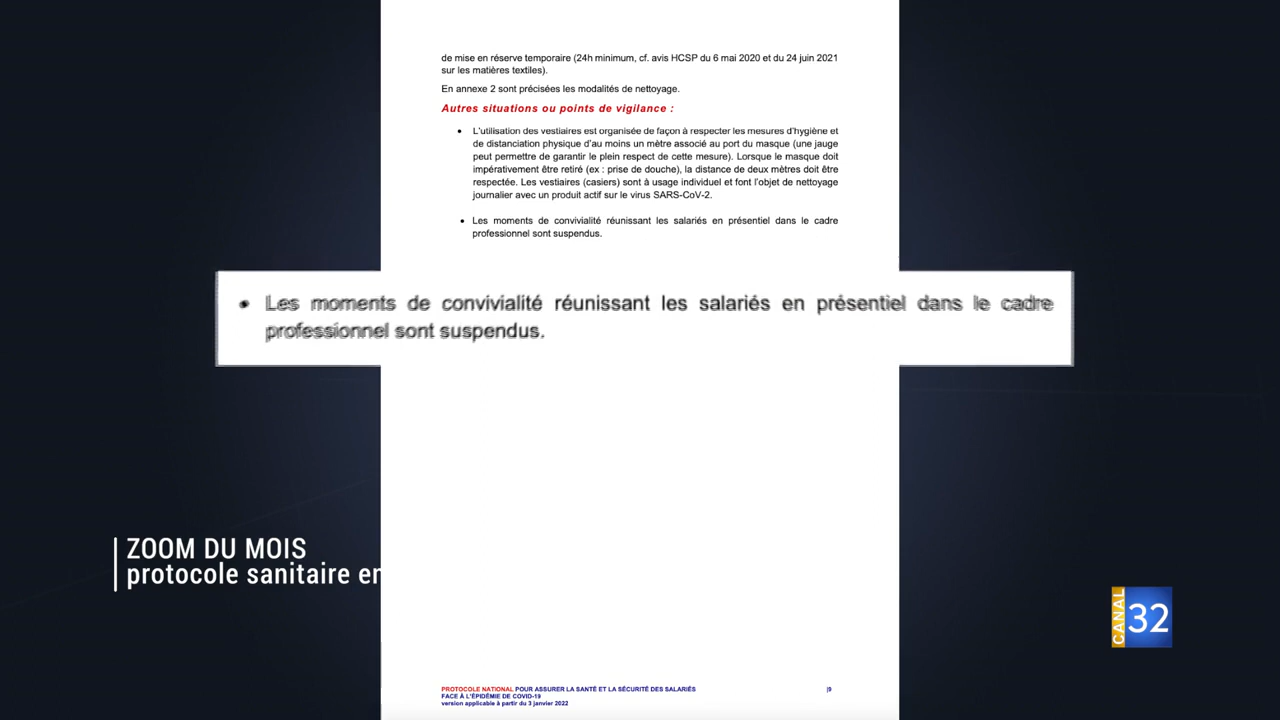 de mise en réserve temporaire (24h minimum, cf. avis HCSP du 6 mai 2020 et du 24 juin 2021
sur les matières textiles).
En annexe 2 sont précisées les modalités de nettoyage.
Autres situations ou points de vigilance :
• L'utilisation des vestiaires est organisée de façon à respecter les mesures d'hygiène et
de distanciation physique d'au moins un mètre associé au port du masque (une jauge
peut permettre de garantir le plein respect de cette mesure). Lorsque le masque doit
impérativement être retiré (ex : prise de douche), la distance de deux mètres doit être
respectée. Les vestiaires (casiers) sont à usage individuel et font l'objet de nettoyage
journalier avec un produit actif sur le virus SARS-CoV-2.
• Les moments de convivialité réunissant les salariés en présentiel dans le cadre
professionnel sont suspendus.
• Les moments de convivialité réunissant les salariés en présentiel dans le cadre
professionnel sont suspendus.
ZOOM DU MOIS
protocole sanitaire en
CANAL 32
PROTOCOLE NATIONAL POUR ASSURER LA SANTÉ ET LA SÉCURITÉ DES SALARIÉS |9
FACE À L'ÉPIDÉMIE DE COVID-19
version applicable à partir du 3 janvier 2022